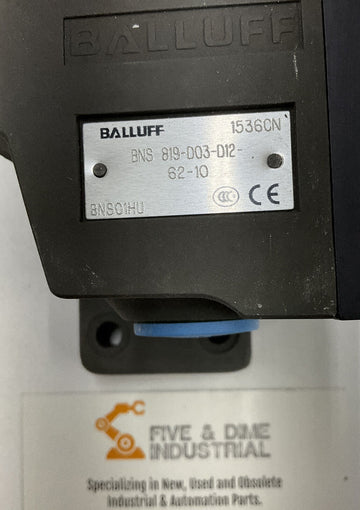 BALLUFF
BALLUFF 1536CN
BNS 819-D03-D12-
62-10
BNS01HU CCC CE
FIVE & DIME
INDUSTRIAL
Specializing in New, Used and Obsolete
Industrial & Automation Parts.